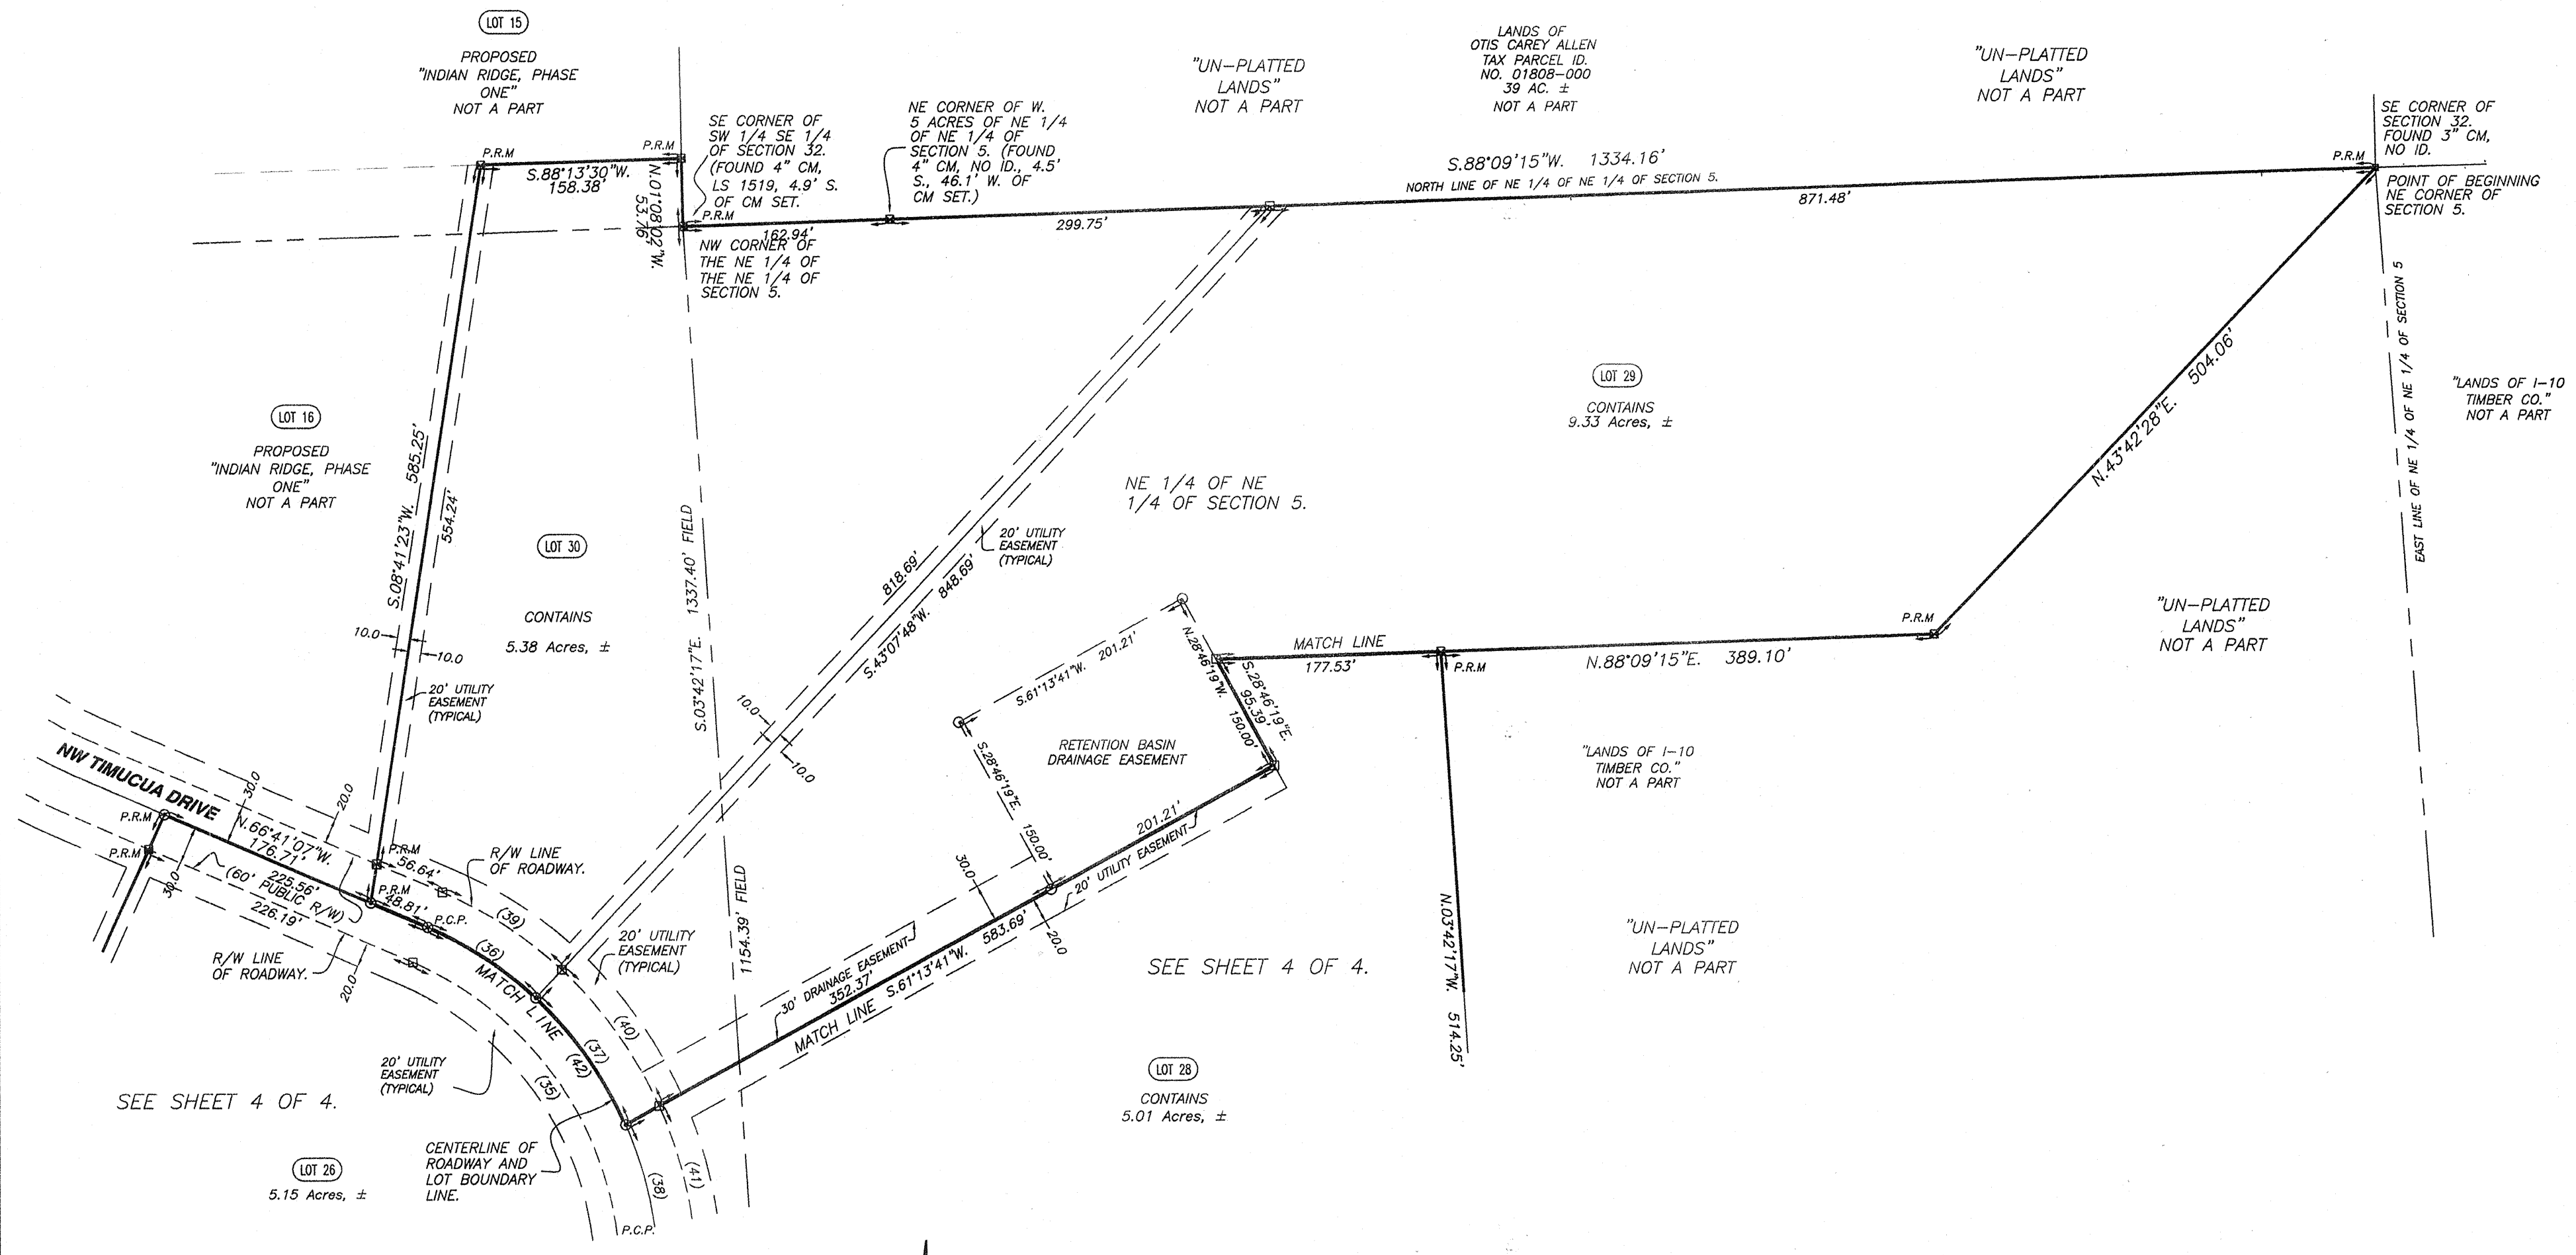 LOT 15
PROPOSED
"INDIAN RIDGE, PHASE
ONE"
NOT A PART
"UN-PLATTED
LANDS"
NOT A PART
LANDS OF
OTIS CAREY ALLEN
TAX PARCEL ID.
NO. 01808-000
39 AC. ±
NOT A PART
"UN-PLATTED
LANDS"
NOT A PART
SE CORNER OF
SECTION 32.
FOUND 3" CM,
NO ID.
P.R.M
POINT OF BEGINNING
NE CORNER OF
SECTION 5.
SE CORNER OF
SW 1/4 SE 1/4
OF SECTION 32.
(FOUND 4" CM,
LS 1519, 4.9' S.
OF CM SET.
NE CORNER OF W.
5 ACRES OF NE 1/4
OF NE 1/4 OF
SECTION 5. (FOUND
4" CM, NO ID., 4.5'
S., 46.1' W. OF
CM SET.)
P.R.M
P.R.M
S.88°13'30"W.
158.38'
N.01°08'02"W.
53.76'
P.R.M
162.94'
NW CORNER OF
THE NE 1/4 OF
THE NE 1/4 OF
SECTION 5.
299.75'
S.88°09'15"W. 1334.16'
NORTH LINE OF NE 1/4 OF NE 1/4 OF SECTION 5.
871.48'
LOT 16
PROPOSED
"INDIAN RIDGE, PHASE
ONE"
NOT A PART
S.08°41'23"W. 585.25'
554.24'
LOT 30
CONTAINS
5.38 Acres, ±
10.0
10.0
20' UTILITY
EASEMENT
(TYPICAL)
S.03°42'17"E. 1337.40' FIELD
818.69'
S.43°07'48"W. 848.69'
20' UTILITY
EASEMENT
(TYPICAL)
10.0
10.0
NE 1/4 OF NE
1/4 OF SECTION 5.
LOT 29
CONTAINS
9.33 Acres, ±
N.43°42'28"E. 504.06'
EAST LINE OF NE 1/4 OF NE 1/4 OF SECTION 5
"LANDS OF I-10
TIMBER CO."
NOT A PART
"UN-PLATTED
LANDS"
NOT A PART
P.R.M
MATCH LINE
177.53'
P.R.M
N.88°09'15"E. 389.10'
S.61°13'41"W. 201.21'
N.28°46'19"W.
150.00'
S.28°46'19"E.
95.39'
RETENTION BASIN
DRAINAGE EASEMENT
S.28°46'19"E. 150.00'
201.21'
20' UTILITY EASEMENT
"LANDS OF I-10
TIMBER CO."
NOT A PART
N.03°42'17"W. 514.25'
"UN-PLATTED
LANDS"
NOT A PART
NW TIMUCUA DRIVE
30.0
20.0
P.R.M
P.R.M
N.66°41'07"W.
176.71'
225.56'
(60' PUBLIC R/W)
226.19'
30.0
P.R.M
56.64'
R/W LINE
OF ROADWAY.
P.R.M
48.81'
P.C.P.
(39)
(36)
MATCH LINE
R/W LINE
OF ROADWAY.
20.0
20' UTILITY
EASEMENT
(TYPICAL)
1154.39' FIELD
30.0
20.0
30' DRAINAGE EASEMENT
352.37'
MATCH LINE S.61°13'41"W. 583.69'
SEE SHEET 4 OF 4.
(40)
(37)
(42)
(35)
20' UTILITY
EASEMENT
(TYPICAL)
SEE SHEET 4 OF 4.
LOT 28
CONTAINS
5.01 Acres, ±
CENTERLINE OF
ROADWAY AND
LOT BOUNDARY
LINE.
LOT 26
5.15 Acres, ±
(38)
(41)
P.C.P.